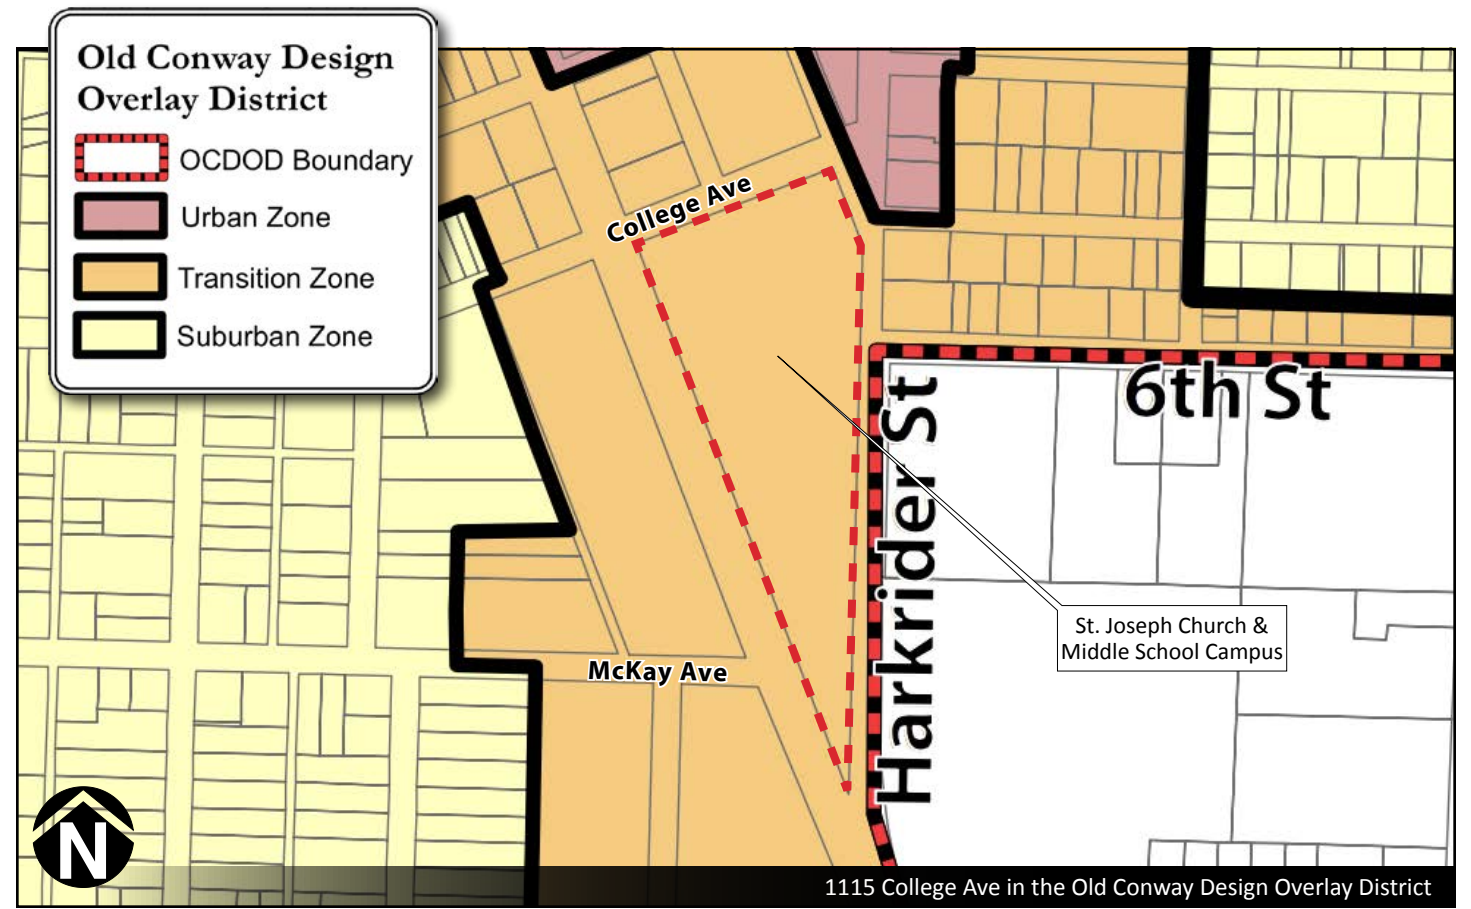 Old Conway Design
Overlay District
OCDOD Boundary
Urban Zone
Transition Zone
Suburban Zone
College Ave
6th St
Harkrider St
St. Joseph Church &
Middle School Campus
McKay Ave
N
1115 College Ave in the Old Conway Design Overlay District